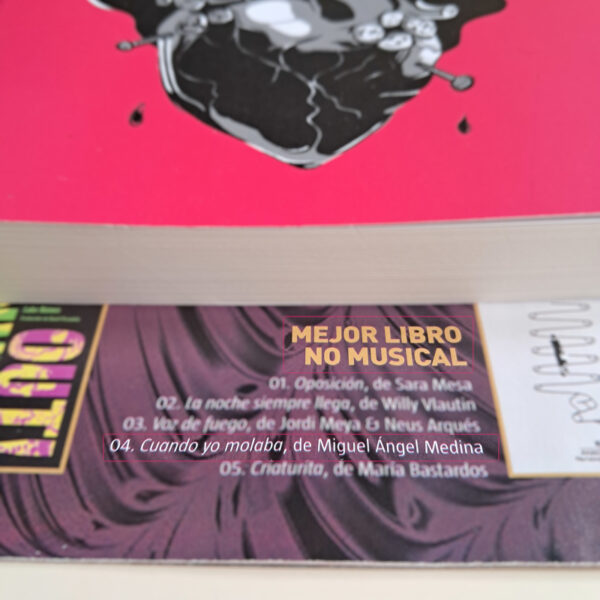 MEJOR LIBRO
NO MUSICAL
01. Oposición, de Sara Mesa
02. La noche siempre llega, de Willy Vlautin
03. Voz de fuego, de Jordi Meya & Neus Arqués
04. Cuando yo molaba, de Miguel Ángel Medina
05. Criaturita, de Maria Bastardos